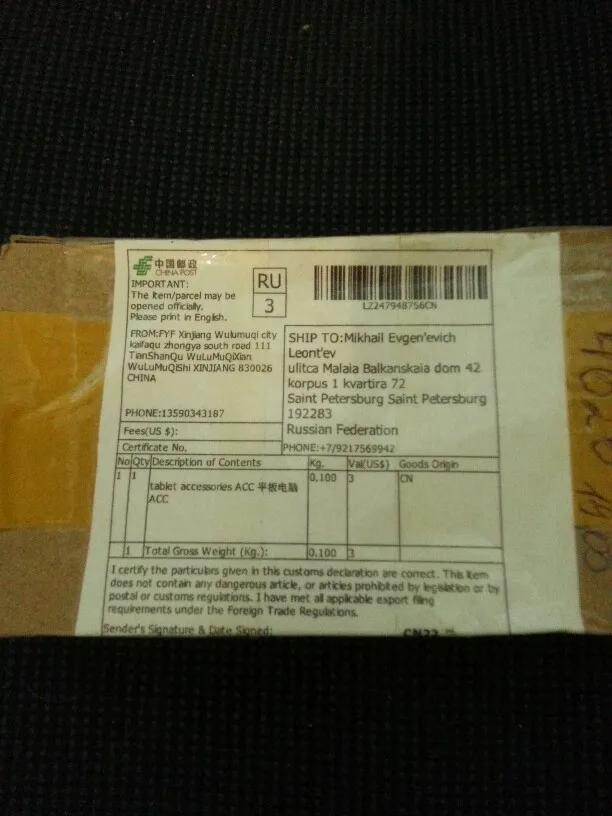 中国邮政
CHINA POST
IMPORTANT:
The item/parcel may be
opened officially.
Please print in English.
RU
3
LZ247948756CN
FROM:FYF Xinjiang Wulumuqi city
kaifaqu zhongya south road 111
TianShanQu WuLuMuQiXian
WuLuMuQiShi XINJIANG 830026
CHINA
PHONE:13590343187
SHIP TO:Mikhail Evgen'evich
Leont'ev
ulitca Malaia Balkanskaia dom 42
korpus 1 kvartira 72
Saint Petersburg Saint Petersburg
192283
Russian Federation
PHONE:+7/9217569942
Fees(US $):
Certificate No.
No Qty Description of Contents Kg. Val(US$) Goods Origin
1 1 tablet accessories ACC 平板电脑 0.100 3 CN
ACC
1 Total Gross Weight (Kg.): 0.100 3
I certify the particulars given in this customs declaration are correct. This item
does not contain any dangerous article, or articles prohibited by legislation or by
postal or customs regulations. I have met all applicable export filing
requirements under the Foreign Trade Regulations.
Sender's Signature & Date Signed:
CN22